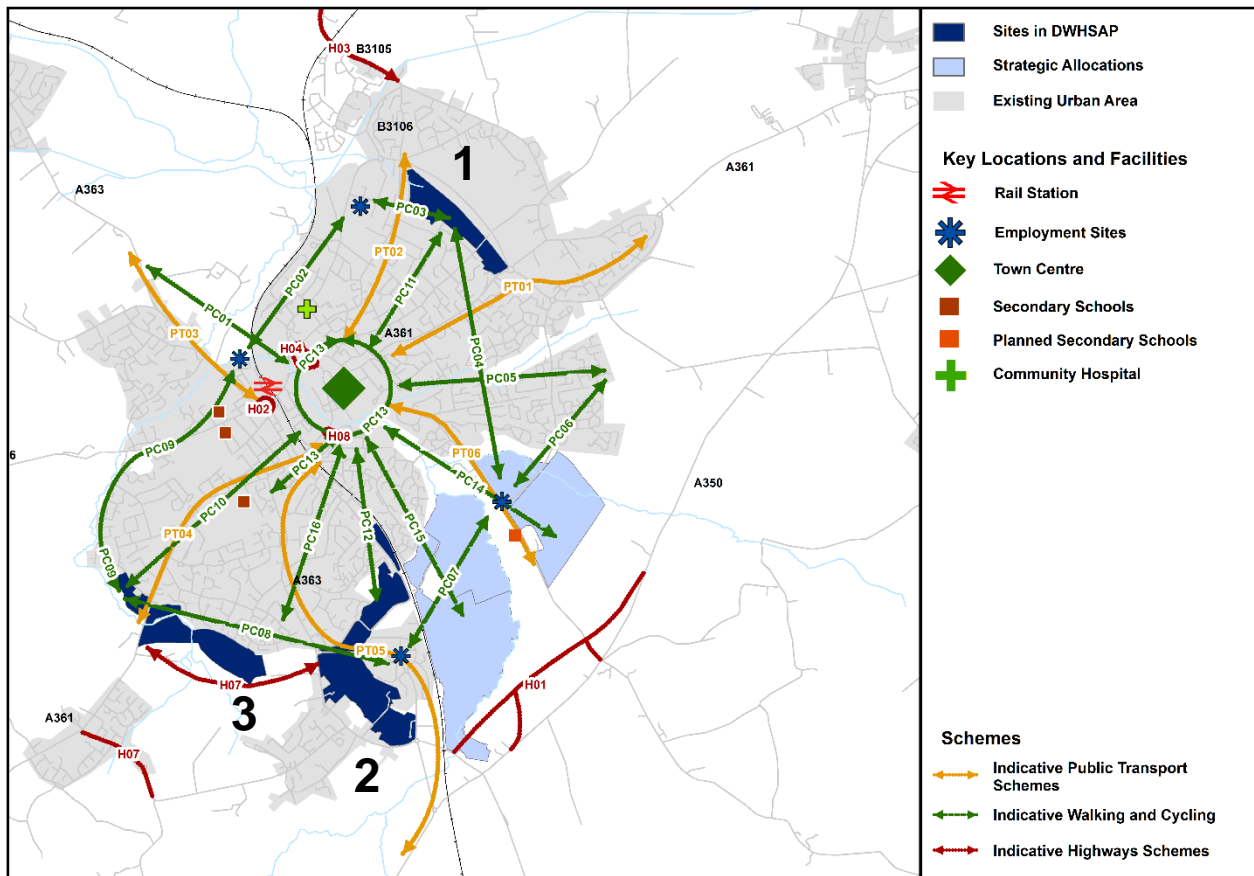 H03
B3105
B3106
1
A361
A363
PC03
PT02
PC02
PC11
PT01
PC01
PT03
A361
H04
PC13
PC04
PC05
H02
PC13
H08
PC06
PT06
PC09
PC13
A350
6
PC14
PC10
PT04
PC16
PC12
PC15
PC09
A363
PC07
PC08
PT05
H07
H01
3
A361
H07
2
Sites in DWHSAP
Strategic Allocations
Existing Urban Area
Key Locations and Facilities
Rail Station
Employment Sites
Town Centre
Secondary Schools
Planned Secondary Schools
Community Hospital
Schemes
Indicative Public Transport
Schemes
Indicative Walking and Cycling
Indicative Highways Schemes